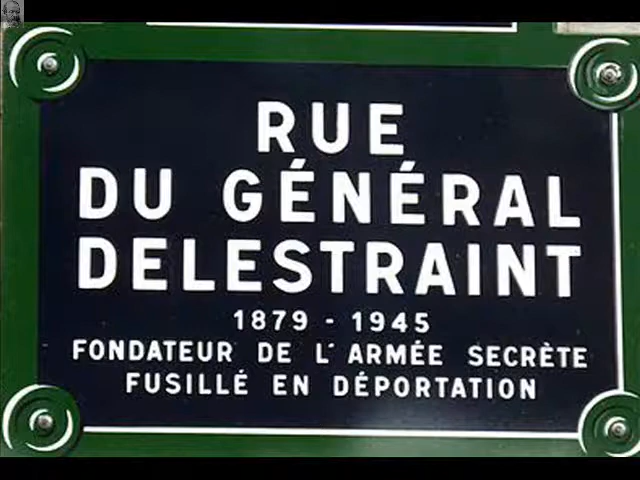 RUE
DU GÉNÉRAL
DELESTRAINT
1879 - 1945
FONDATEUR DE L'ARMÉE SECRÈTE
FUSILLÉ EN DÉPORTATION